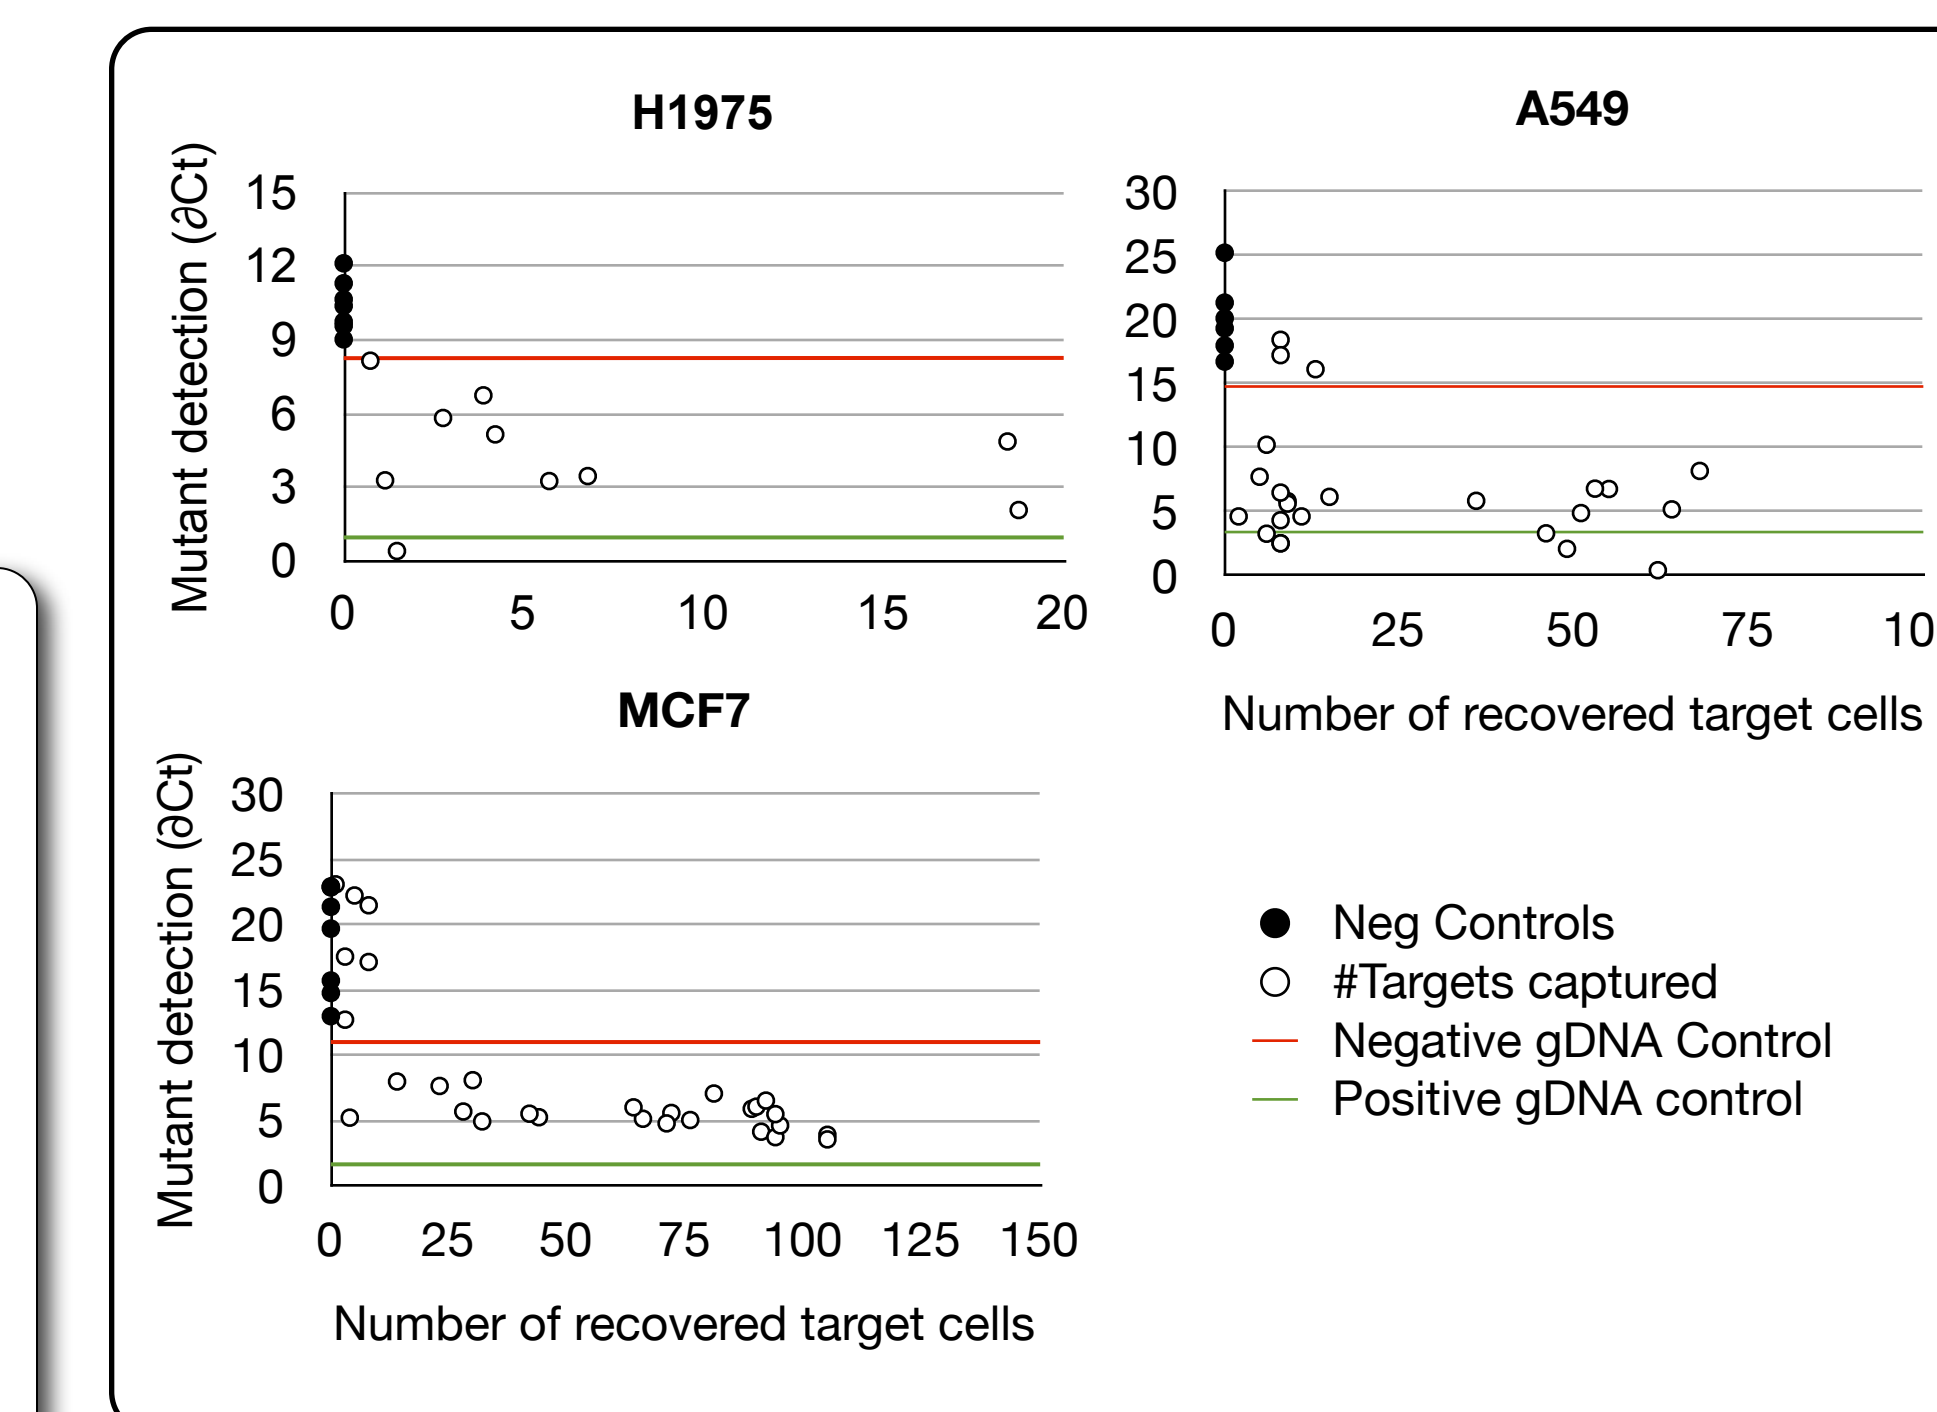 H1975
Mutant detection (∂Ct)
15
12
9
6
3
0
0 5 10 15 20
A549
30
25
20
15
10
5
0
0 25 50 75 10
Number of recovered target cells
MCF7
Mutant detection (∂Ct)
30
25
20
15
10
5
0
0 25 50 75 100 125 150
Number of recovered target cells
Neg Controls
#Targets captured
Negative gDNA Control
Positive gDNA control